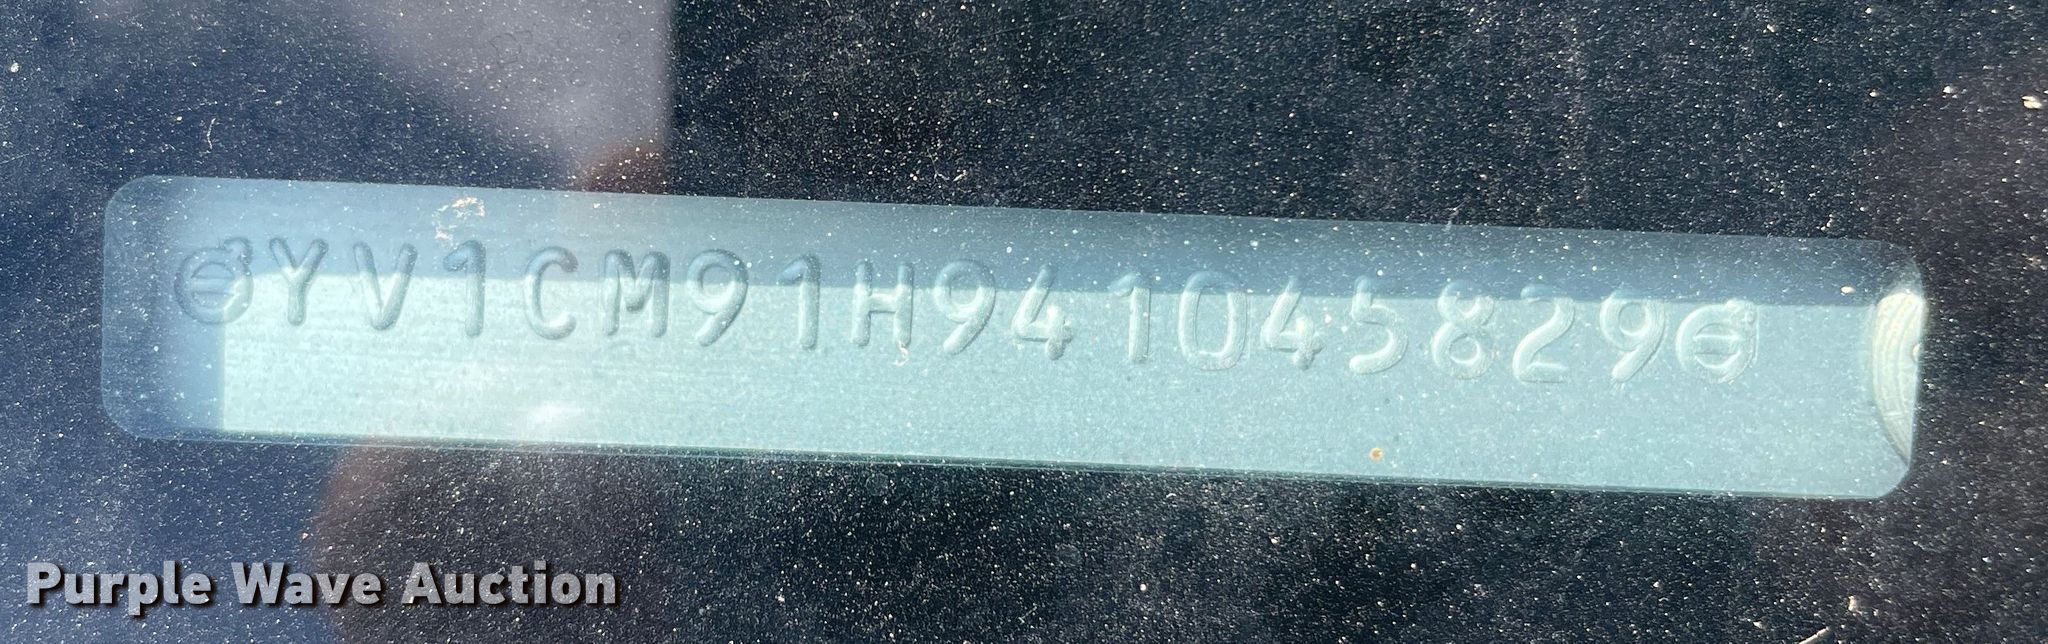 YV1CM91H941045829
Purple Wave Auction